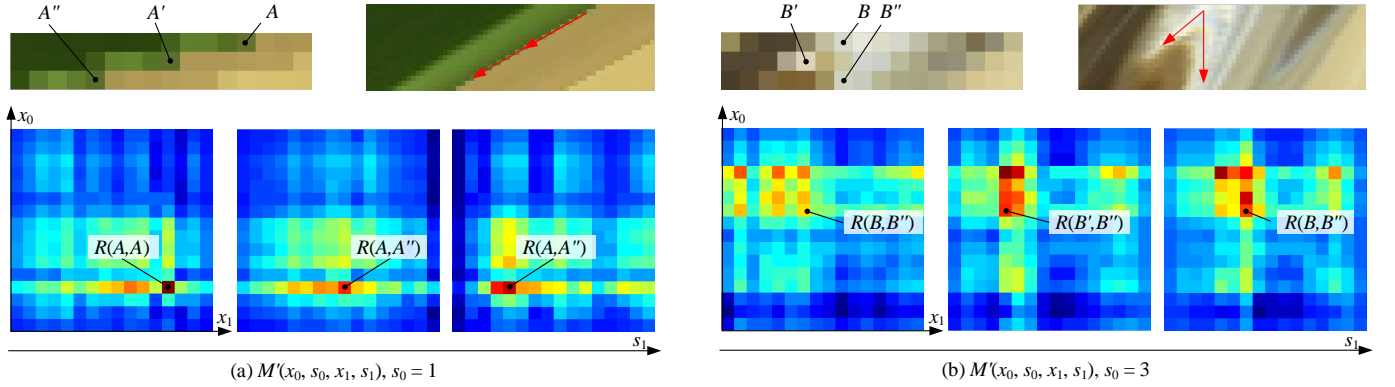 A″ A′ A B′ B B″
x₀ x₀
R(A,A) R(A,A″) R(A,A″) R(B,B″) R(B′,B″) R(B,B″)
x₁ x₁
s₁ s₁
(a) M′(x₀, s₀, x₁, s₁), s₀ = 1 (b) M′(x₀, s₀, x₁, s₁), s₀ = 3